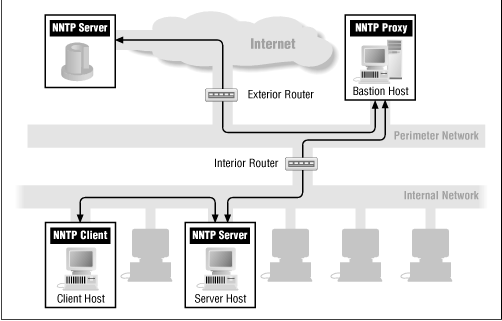 NNTP Server
Internet
NNTP Proxy
Exterior Router
Bastion Host
Perimeter Network
Interior Router
Internal Network
NNTP Client
NNTP Server
Client Host
Server Host